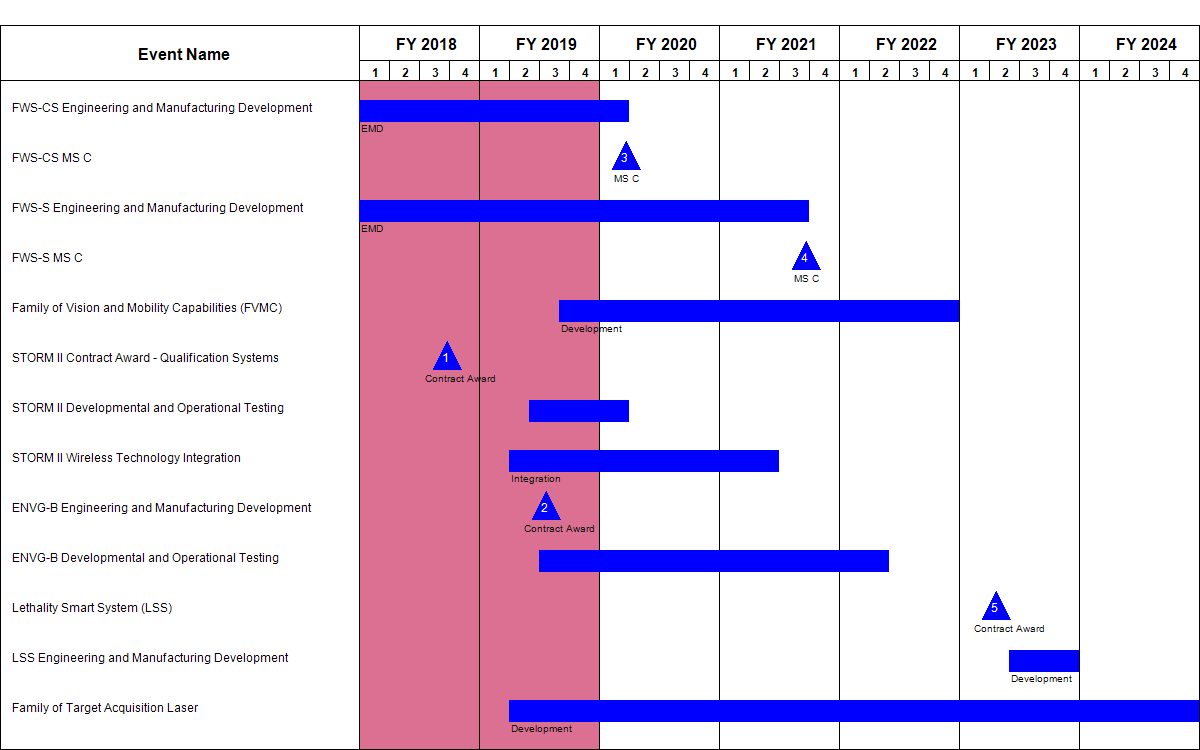 Event Name FY 2018 FY 2019 FY 2020 FY 2021 FY 2022 FY 2023 FY 2024
1 2 3 4 1 2 3 4 1 2 3 4 1 2 3 4 1 2 3 4 1 2 3 4 1 2 3 4
FWS-CS Engineering and Manufacturing Development
EMD
FWS-CS MS C 3
MS C
FWS-S Engineering and Manufacturing Development
EMD
FWS-S MS C 4
MS C
Family of Vision and Mobility Capabilities (FVMC)
Development
STORM II Contract Award - Qualification Systems 1
Contract Award
STORM II Developmental and Operational Testing
STORM II Wireless Technology Integration
Integration
ENVG-B Engineering and Manufacturing Development 2
Contract Award
ENVG-B Developmental and Operational Testing
Lethality Smart System (LSS) 5
Contract Award
LSS Engineering and Manufacturing Development
Development
Family of Target Acquisition Laser
Development